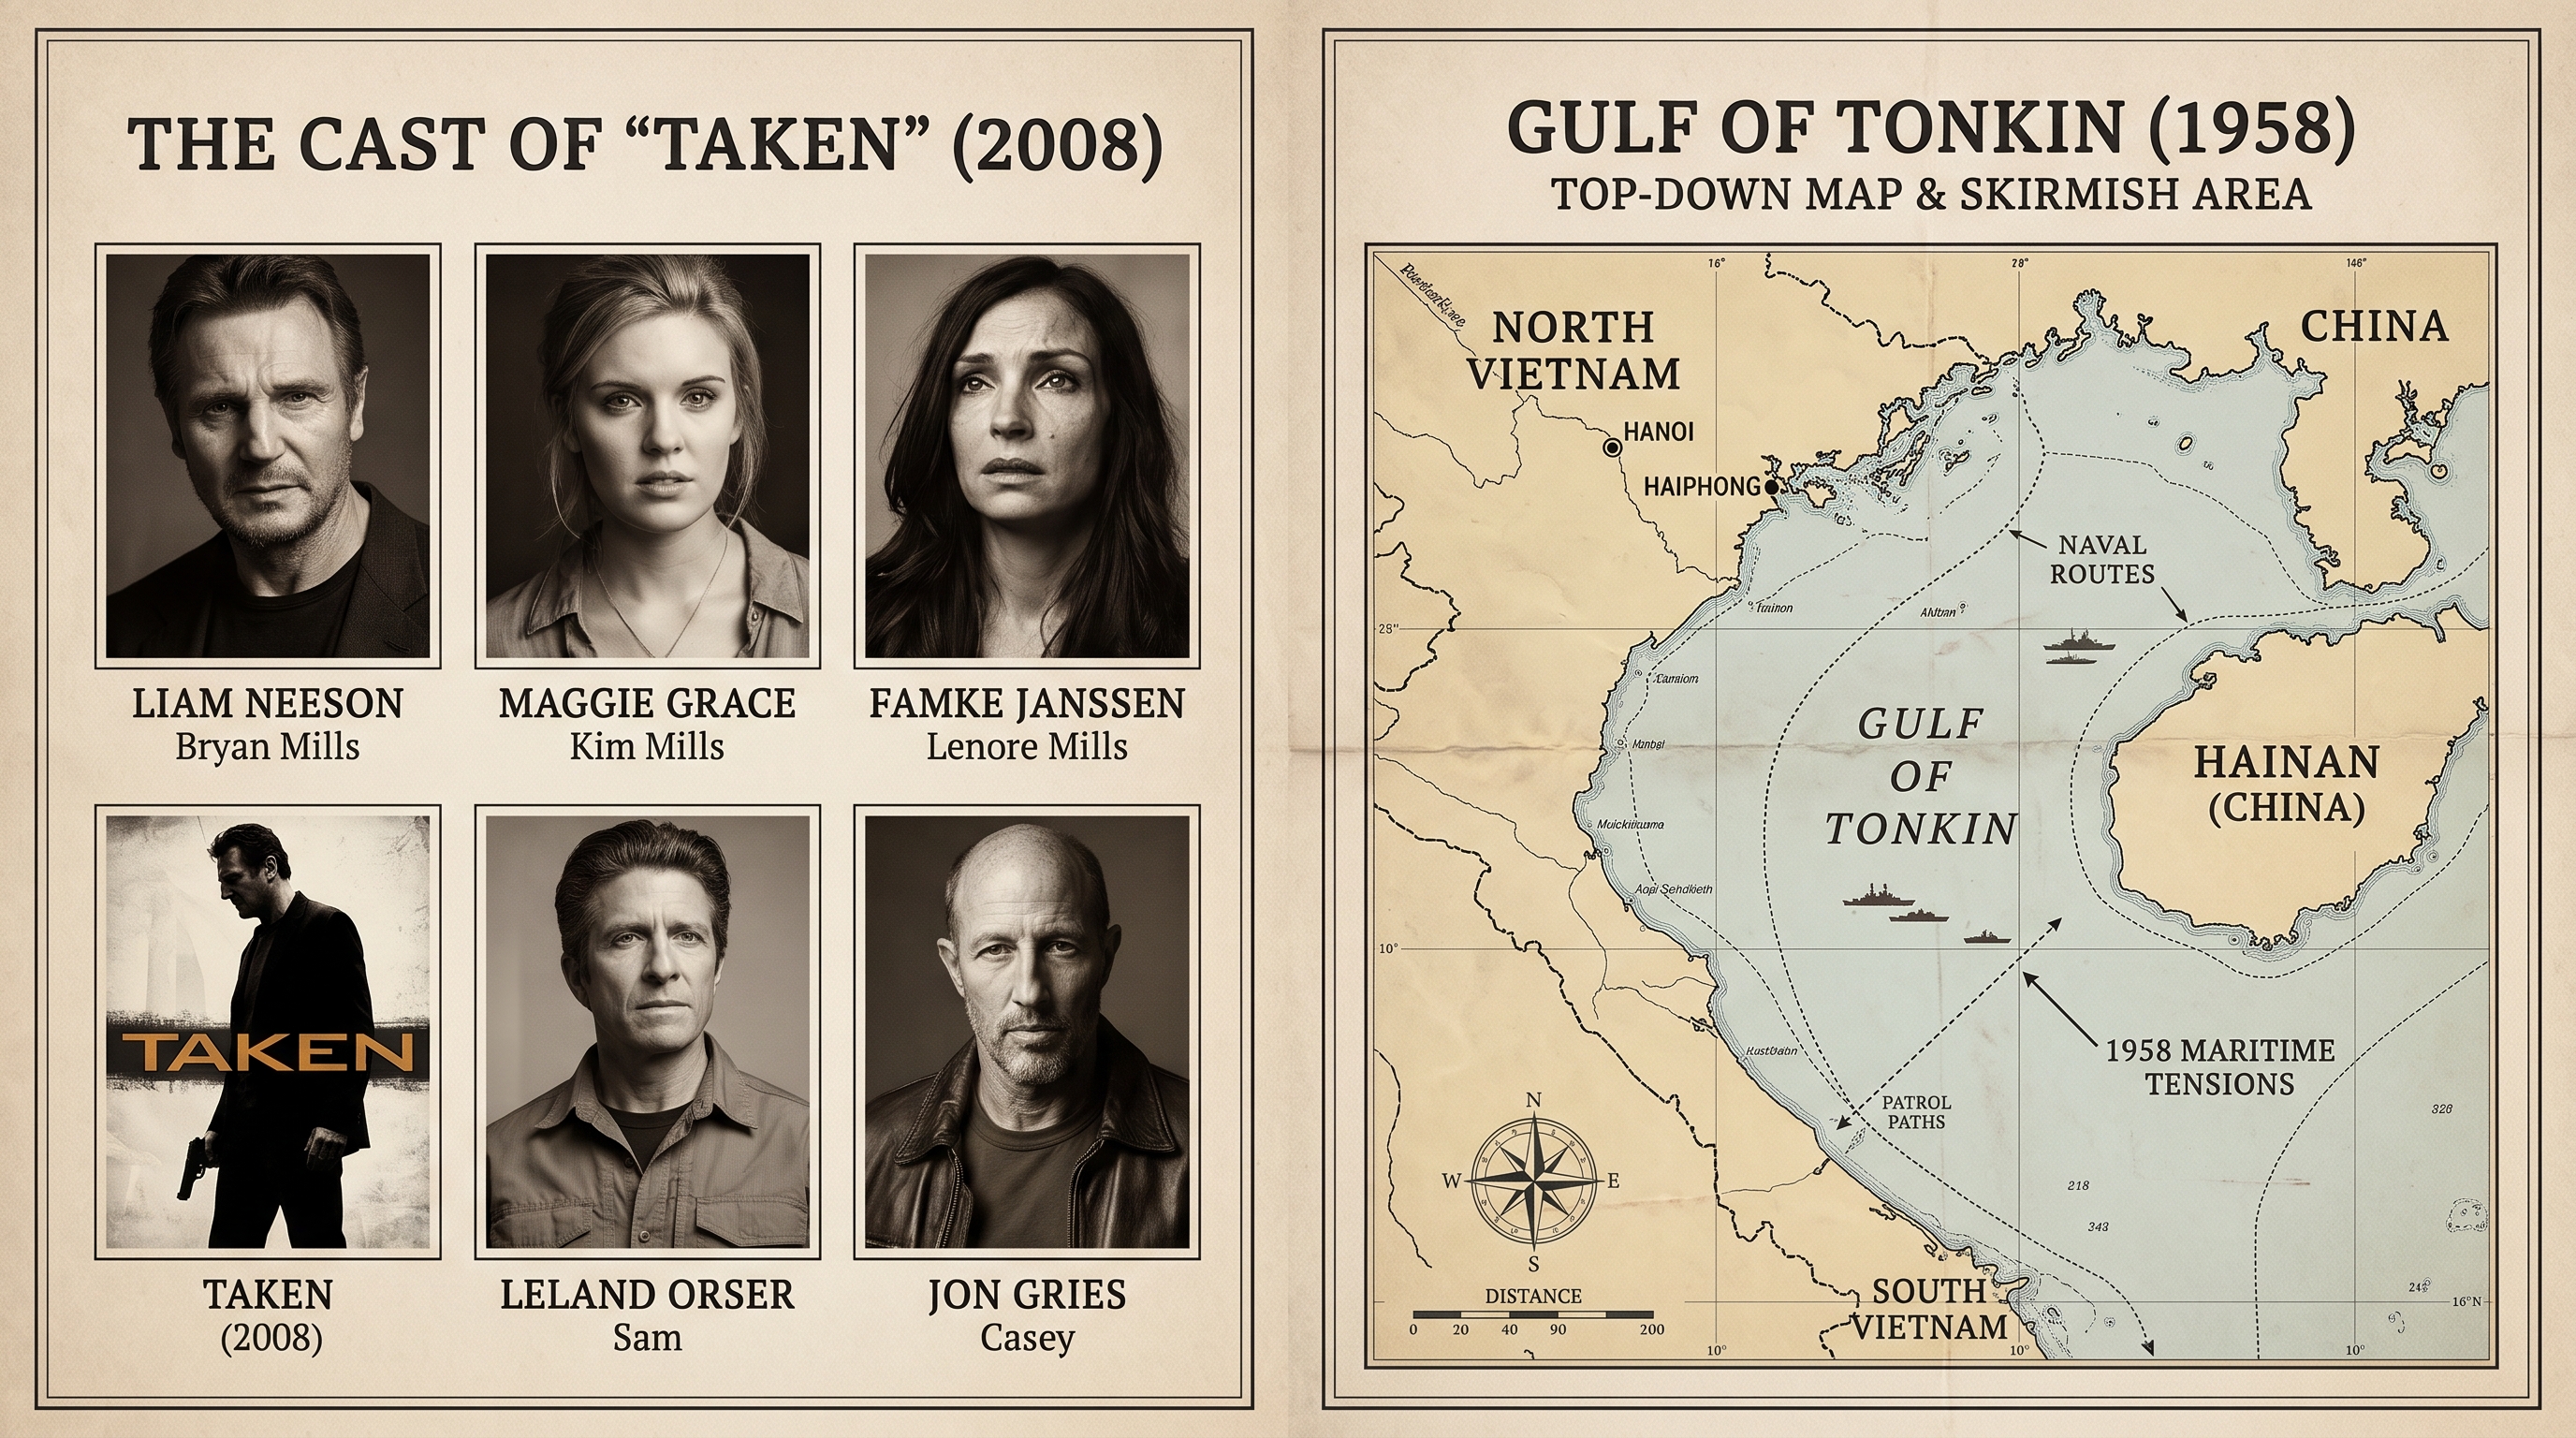 THE CAST OF “TAKEN” (2008)
LIAM NEESON
Bryan Mills
MAGGIE GRACE
Kim Mills
FAMKE JANSSEN
Lenore Mills
TAKEN
TAKEN
(2008)
LELAND ORSER
Sam
JON GRIES
Casey
GULF OF TONKIN (1958)
TOP-DOWN MAP & SKIRMISH AREA
16°
28°
146°
NORTH
VIETNAM
CHINA
HANOI
HAIPHONG
NAVAL
ROUTES
28°
GULF
OF
TONKIN
HAINAN
(CHINA)
10°
1958 MARITIME
TENSIONS
PATROL
PATHS
328
218
343
N
W
E
S
DISTANCE
0 20 40 90 200
SOUTH
VIETNAM
16°N
10°
10°
10°